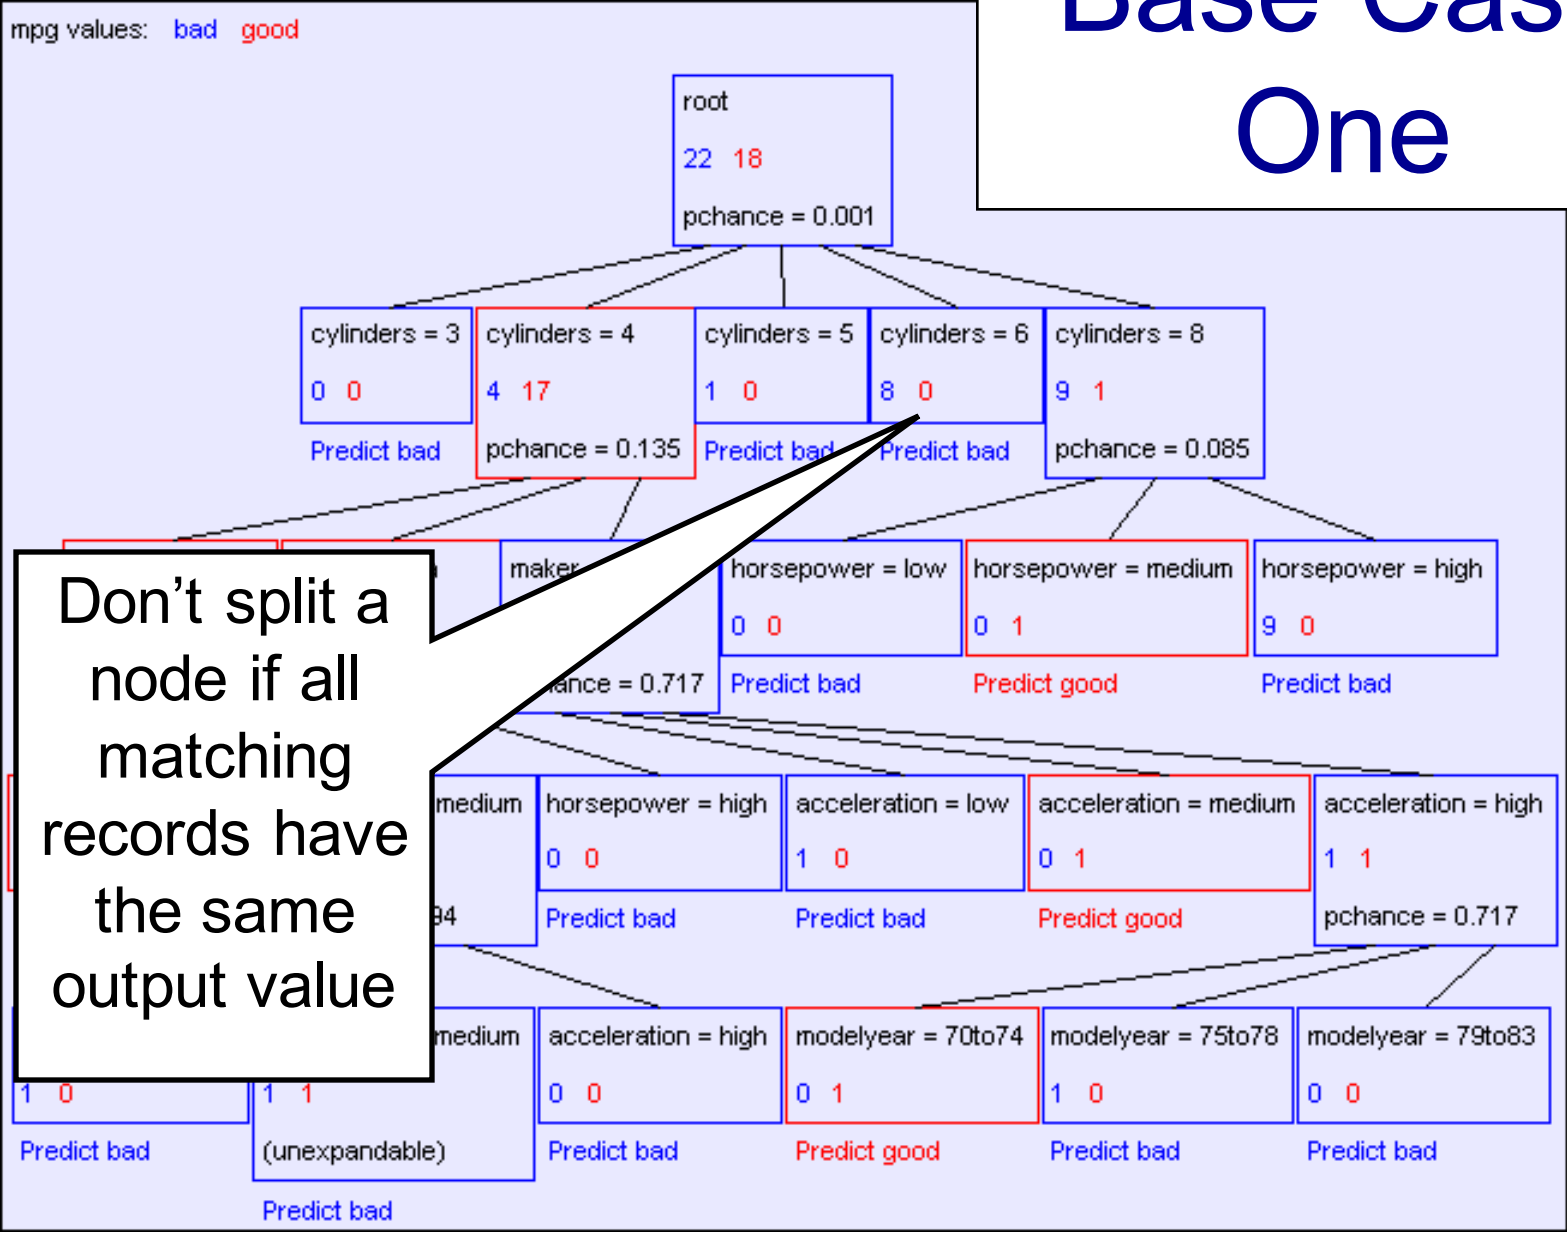 mpg values: bad good
Base Cas
One
root
22 18
pchance = 0.001
cylinders = 3
0 0
Predict bad
cylinders = 4
4 17
pchance = 0.135
cylinders = 5
1 0
Predict bad
cylinders = 6
8 0
Predict bad
cylinders = 8
9 1
pchance = 0.085
maker
= 0.717
horsepower = low
0 0
Predict bad
horsepower = medium
0 1
Predict good
horsepower = high
9 0
Predict bad
Don't split a
node if all
matching
records have
the same
output value
medium
94
horsepower = high
0 0
Predict bad
acceleration = low
1 0
Predict bad
acceleration = medium
0 1
Predict good
acceleration = high
1 1
pchance = 0.717
1 0
Predict bad
medium
1 1
(unexpandable)
Predict bad
acceleration = high
0 0
Predict bad
modelyear = 70to74
0 1
Predict good
modelyear = 75to78
1 0
Predict bad
modelyear = 79to83
0 0
Predict bad